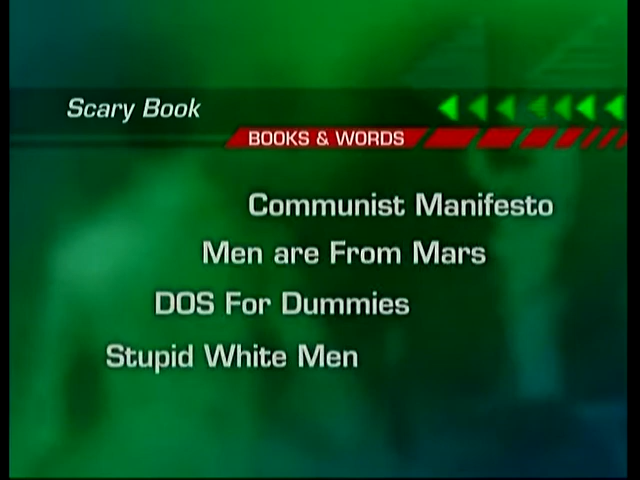 Scary Book
BOOKS & WORDS
Communist Manifesto
Men are From Mars
DOS For Dummies
Stupid White Men